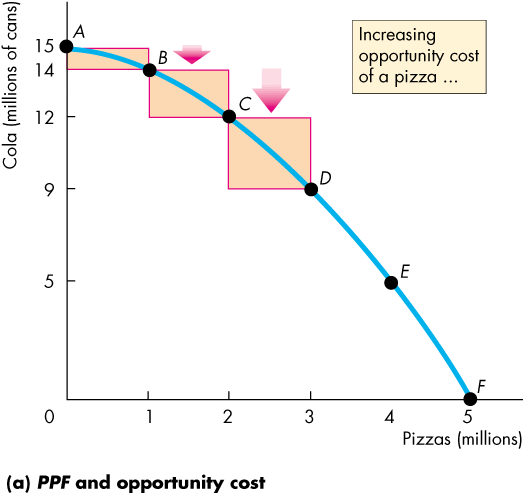 15
A
14
B
12
C
9
D
5
E
F
0
1
2
3
4
5
Cola (millions of cans)
Pizzas (millions)
Increasing
opportunity cost
of a pizza ...
(a) PPF and opportunity cost